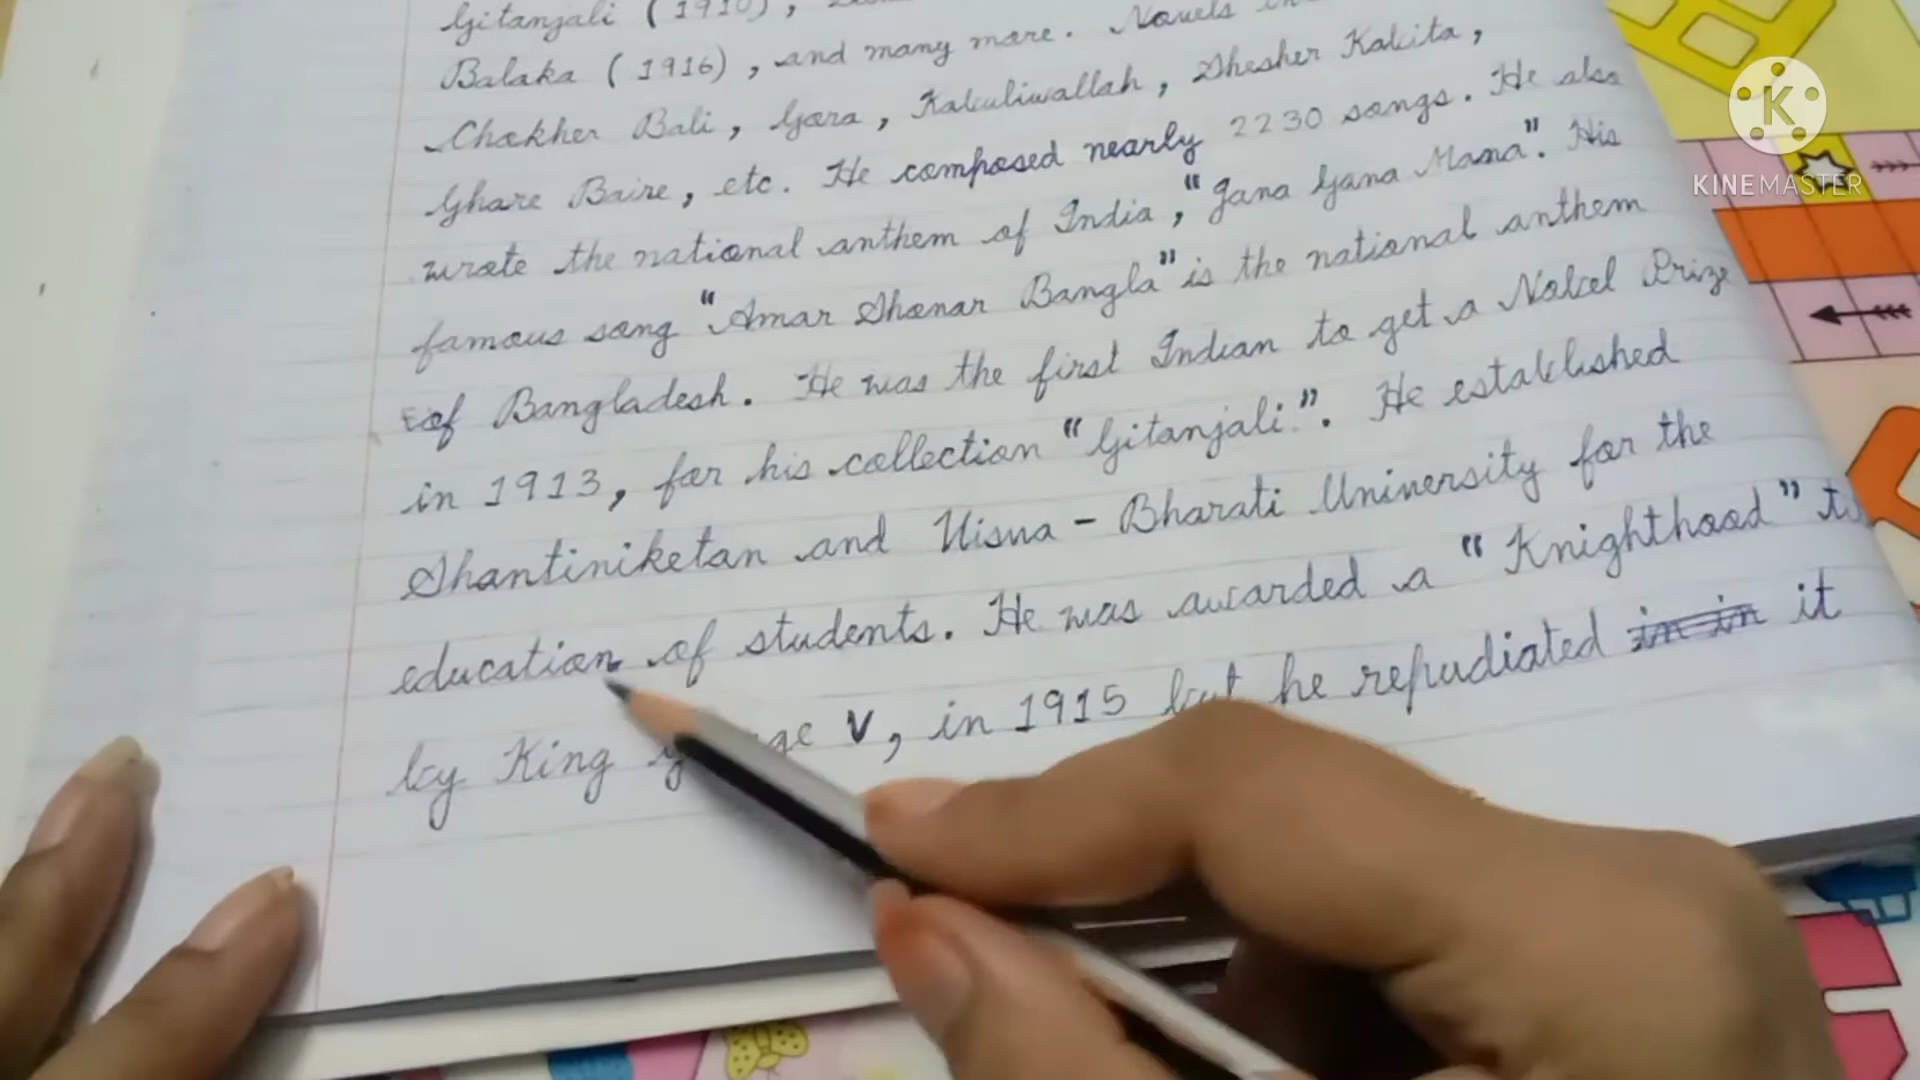 Gitanjali (1910),
Balaka (1916), and many more. Novels
Chokher Bali, Gora, Kabuliwallah, Shesher Kabita,
Ghare Baire, etc. He composed nearly 2230 songs. He also
wrote the national anthem of India, "Jana Gana Mana". His
famous song "Amar Shonar Bangla" is the national anthem
of Bangladesh. He was the first Indian to get a Nobel Prize
in 1913, for his collection "Gitanjali". He established
Shantiniketan and Visva-Bharati University for the
education of students. He was awarded a "Knighthood"
by King V, in 1915 but he repudiated in in it
K
KINEMASTER